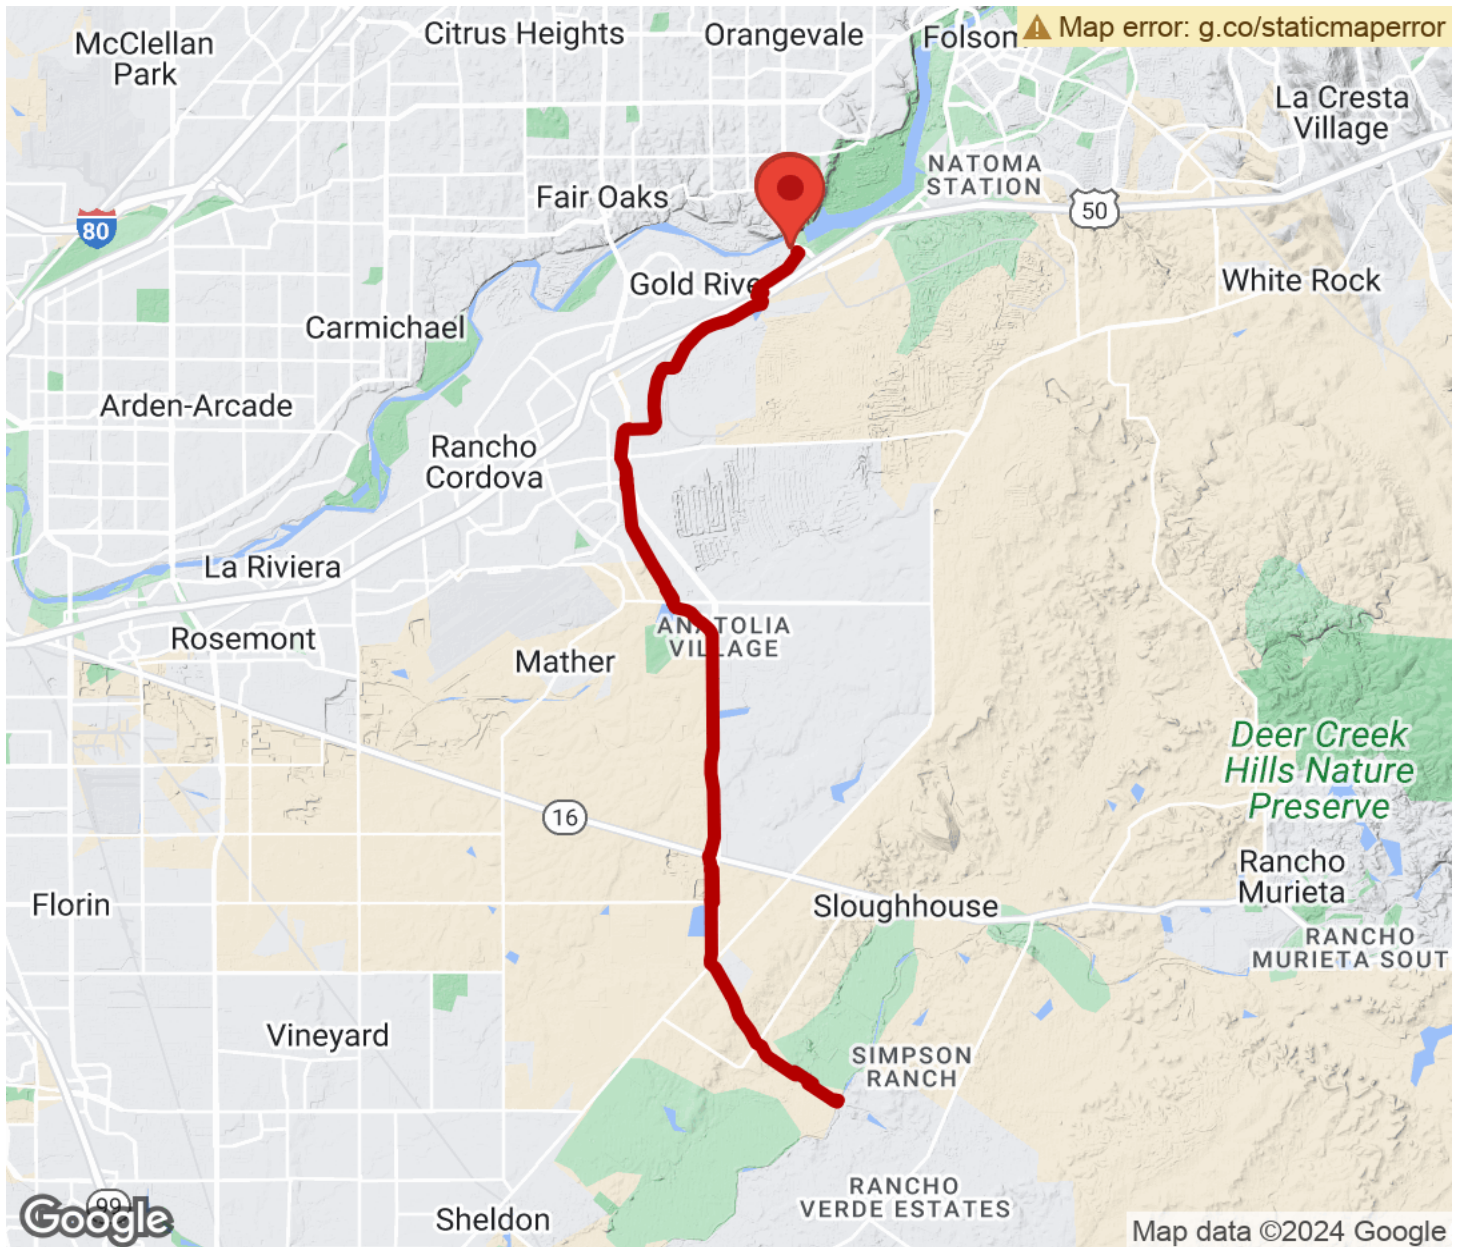 McClellan
Park
Citrus Heights
Orangevale
Folsom
Map error: g.co/staticmaperror
La Cresta
Village
NATOMA
STATION
Fair Oaks
50
80
Gold Rive
White Rock
Carmichael
Arden-Arcade
Rancho
Cordova
La Riviera
ANATOLIA
VILLAGE
Rosemont
Mather
Deer Creek
Hills Nature
Preserve
16
Rancho
Murieta
Florin
Sloughhouse
RANCHO
MURIETA SOUT
Vineyard
SIMPSON
RANCH
RANCHO
VERDE ESTATES
99
Google
Sheldon
Map data ©2024 Google